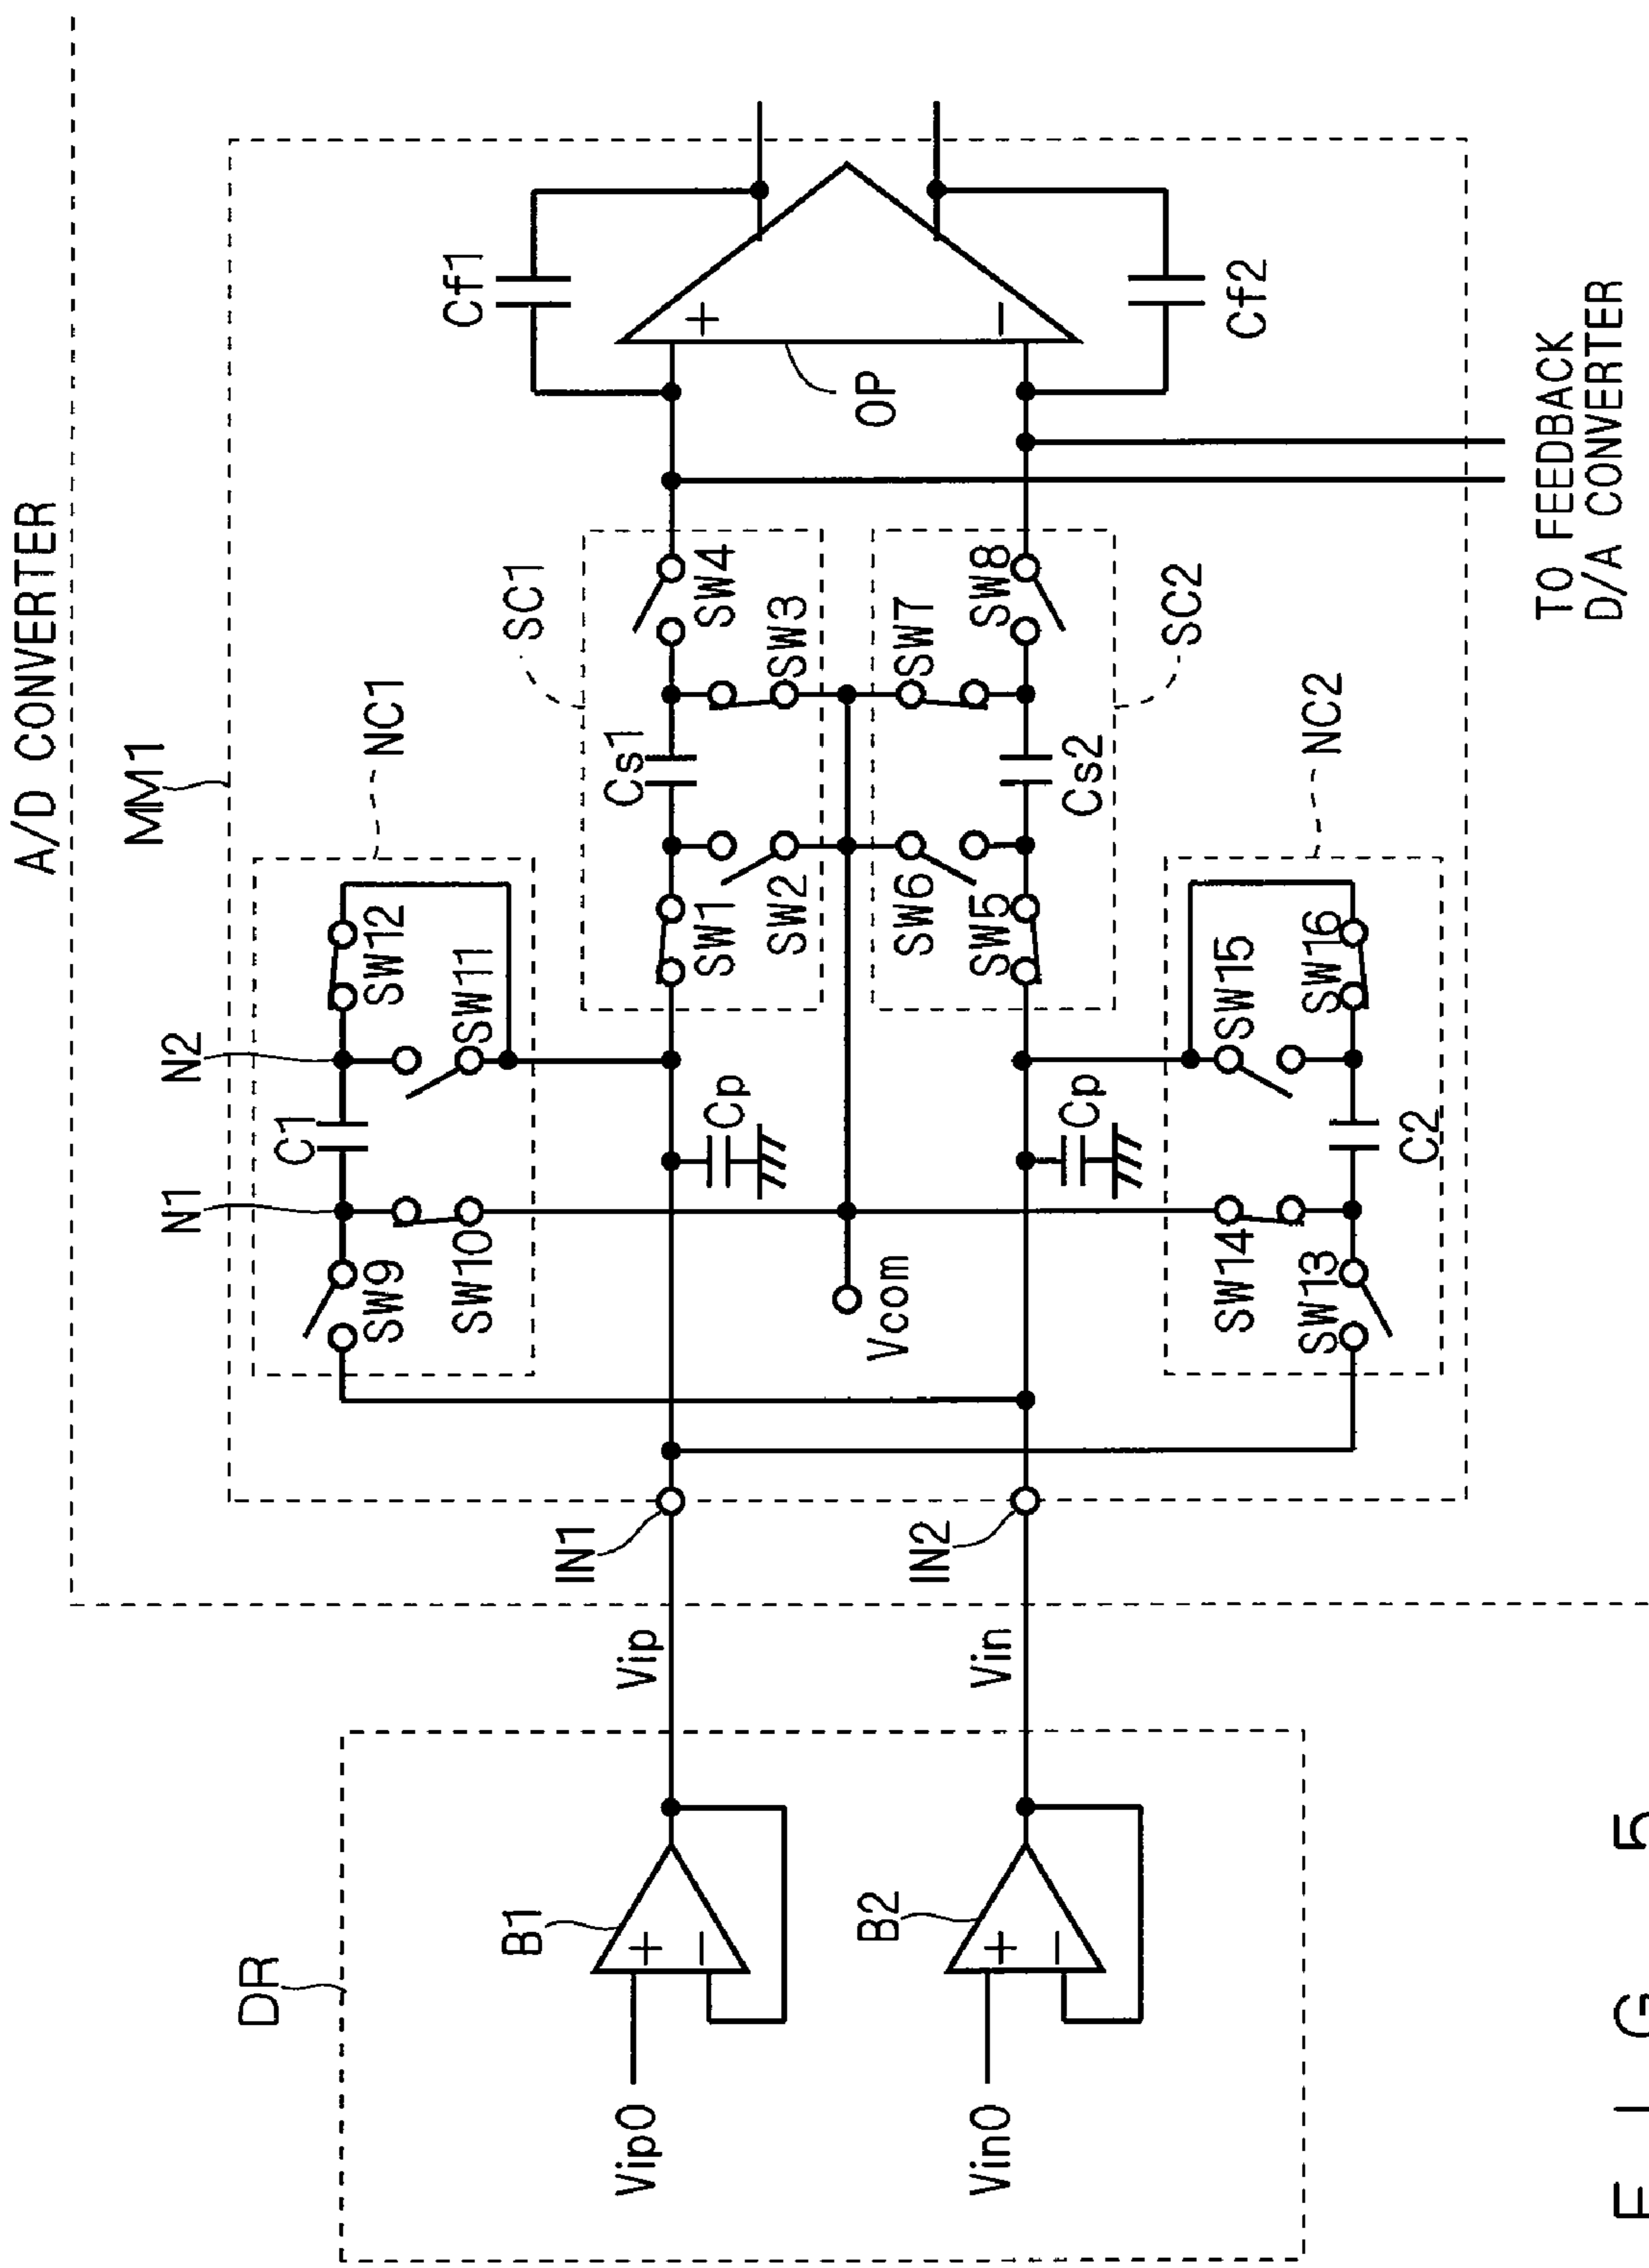 A/D CONVERTER
MM1
NC1
N1
N2
C1
SW9
SW10
SW11
SW12
SC1
Cs1
SW1
SW2
SW3
SW4
Cf1
DR
B1
+
−
Vip0
Vip
IN1
Cp
Vcom
OP
+
−
B2
+
−
Vin0
Vin
IN2
Cp
SW5
SW6
SW7
SW8
Cs2
SC2
Cf2
SW13
SW14
SW15
SW16
C2
NC2
TO FEEDBACK
D/A CONVERTER
F I G . 5